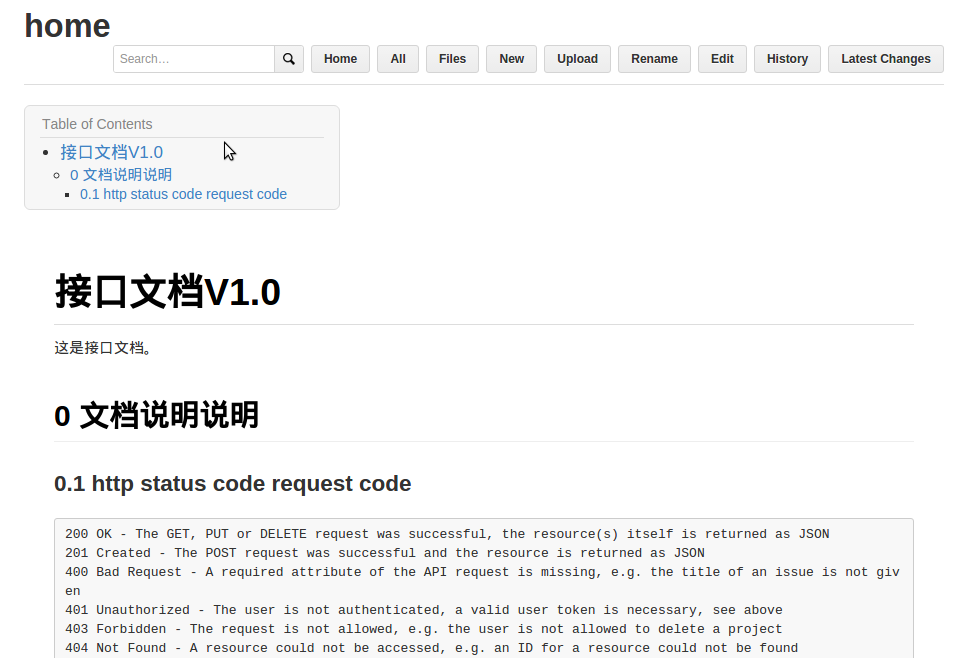 home
Search…
Home
All
Files
New
Upload
Rename
Edit
History
Latest Changes
Table of Contents
接口文档V1.0
0 文档说明说明
0.1 http status code request code
接口文档V1.0
这是接口文档。
0 文档说明说明
0.1 http status code request code
200 OK - The GET, PUT or DELETE request was successful, the resource(s) itself is returned as JSON
201 Created - The POST request was successful and the resource is returned as JSON
400 Bad Request - A required attribute of the API request is missing, e.g. the title of an issue is not giv
en
401 Unauthorized - The user is not authenticated, a valid user token is necessary, see above
403 Forbidden - The request is not allowed, e.g. the user is not allowed to delete a project
404 Not Found - A resource could not be accessed, e.g. an ID for a resource could not be found